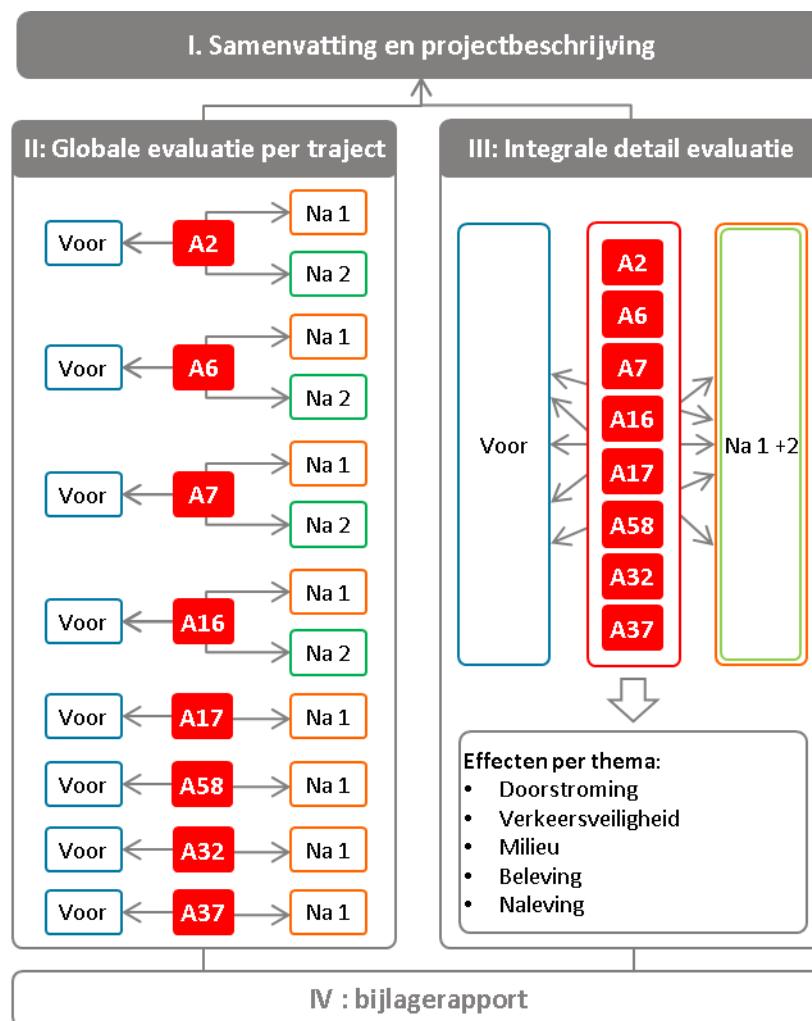 I. Samenvatting en projectbeschrijving
II: Globale evaluatie per traject
Voor
A2
Na 1
Na 2
Voor
A6
Na 1
Na 2
Voor
A7
Na 1
Na 2
Voor
A16
Na 1
Na 2
Voor
A17
Na 1
Voor
A58
Na 1
Voor
A32
Na 1
Voor
A37
Na 1
III: Integrale detail evaluatie
Voor
A2
A6
A7
A16
A17
A58
A32
A37
Na 1 +2
Effecten per thema:
• Doorstroming
• Verkeersveiligheid
• Milieu
• Beleving
• Naleving
IV : bijlagerapport